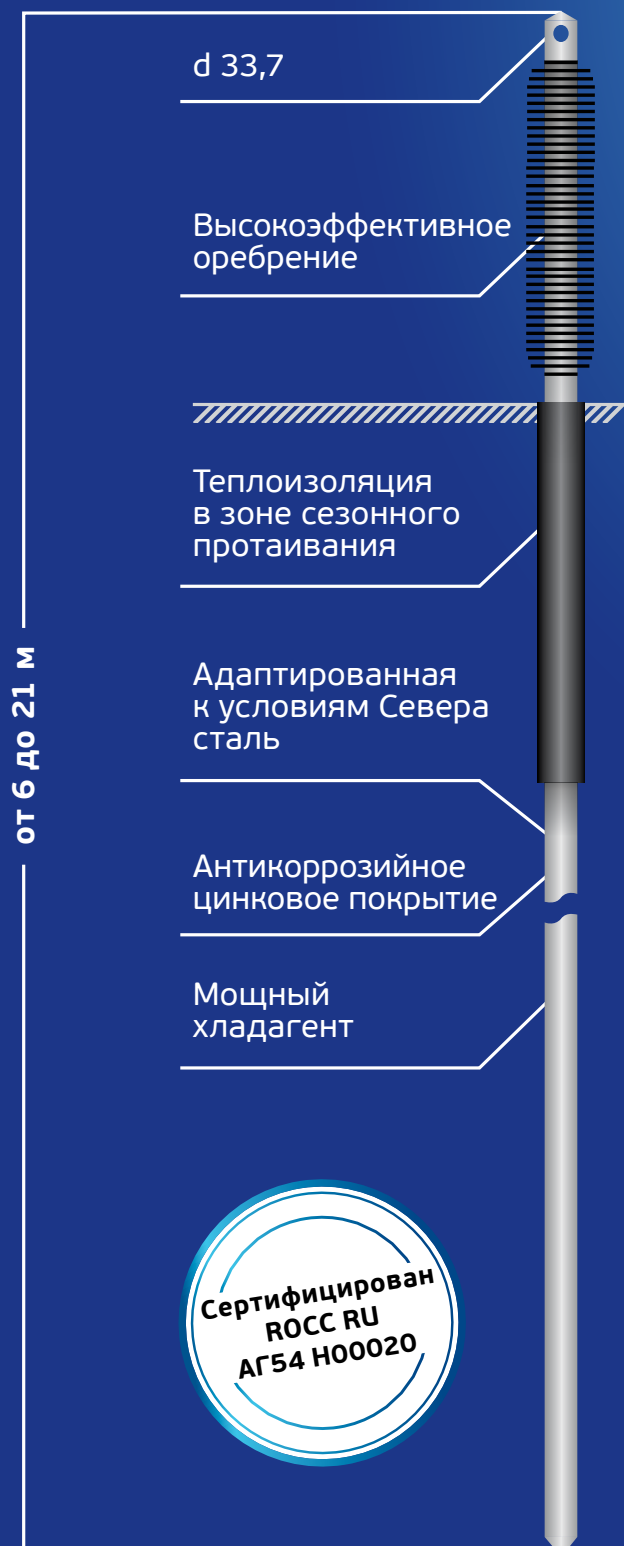 d 33,7
Высокоэффективное
оребрение
Теплоизоляция
в зоне сезонного
протаивания
от 6 до 21 м
Адаптированная
к условиям Севера
сталь
Антикоррозийное
цинковое покрытие
Мощный
хладагент
Сертифицирован
РОСС RU
АГ54 Н00020